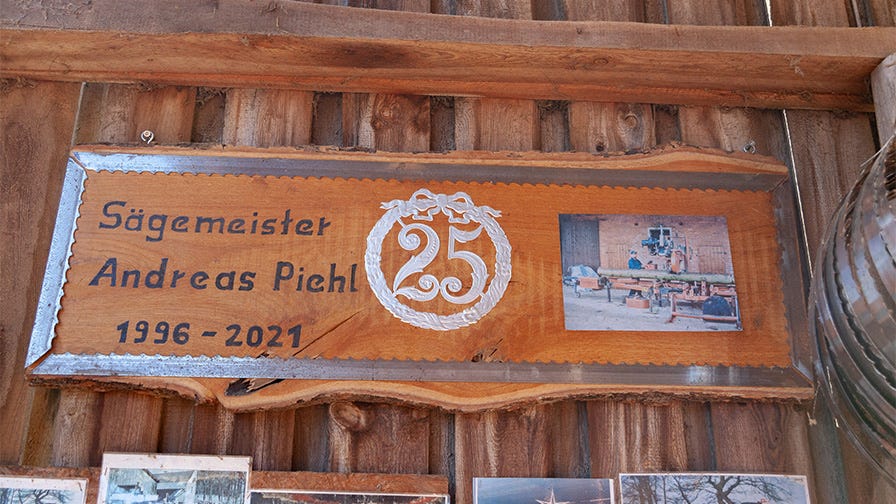 Sägemeister
Andreas Piehl
1996 - 2021
25